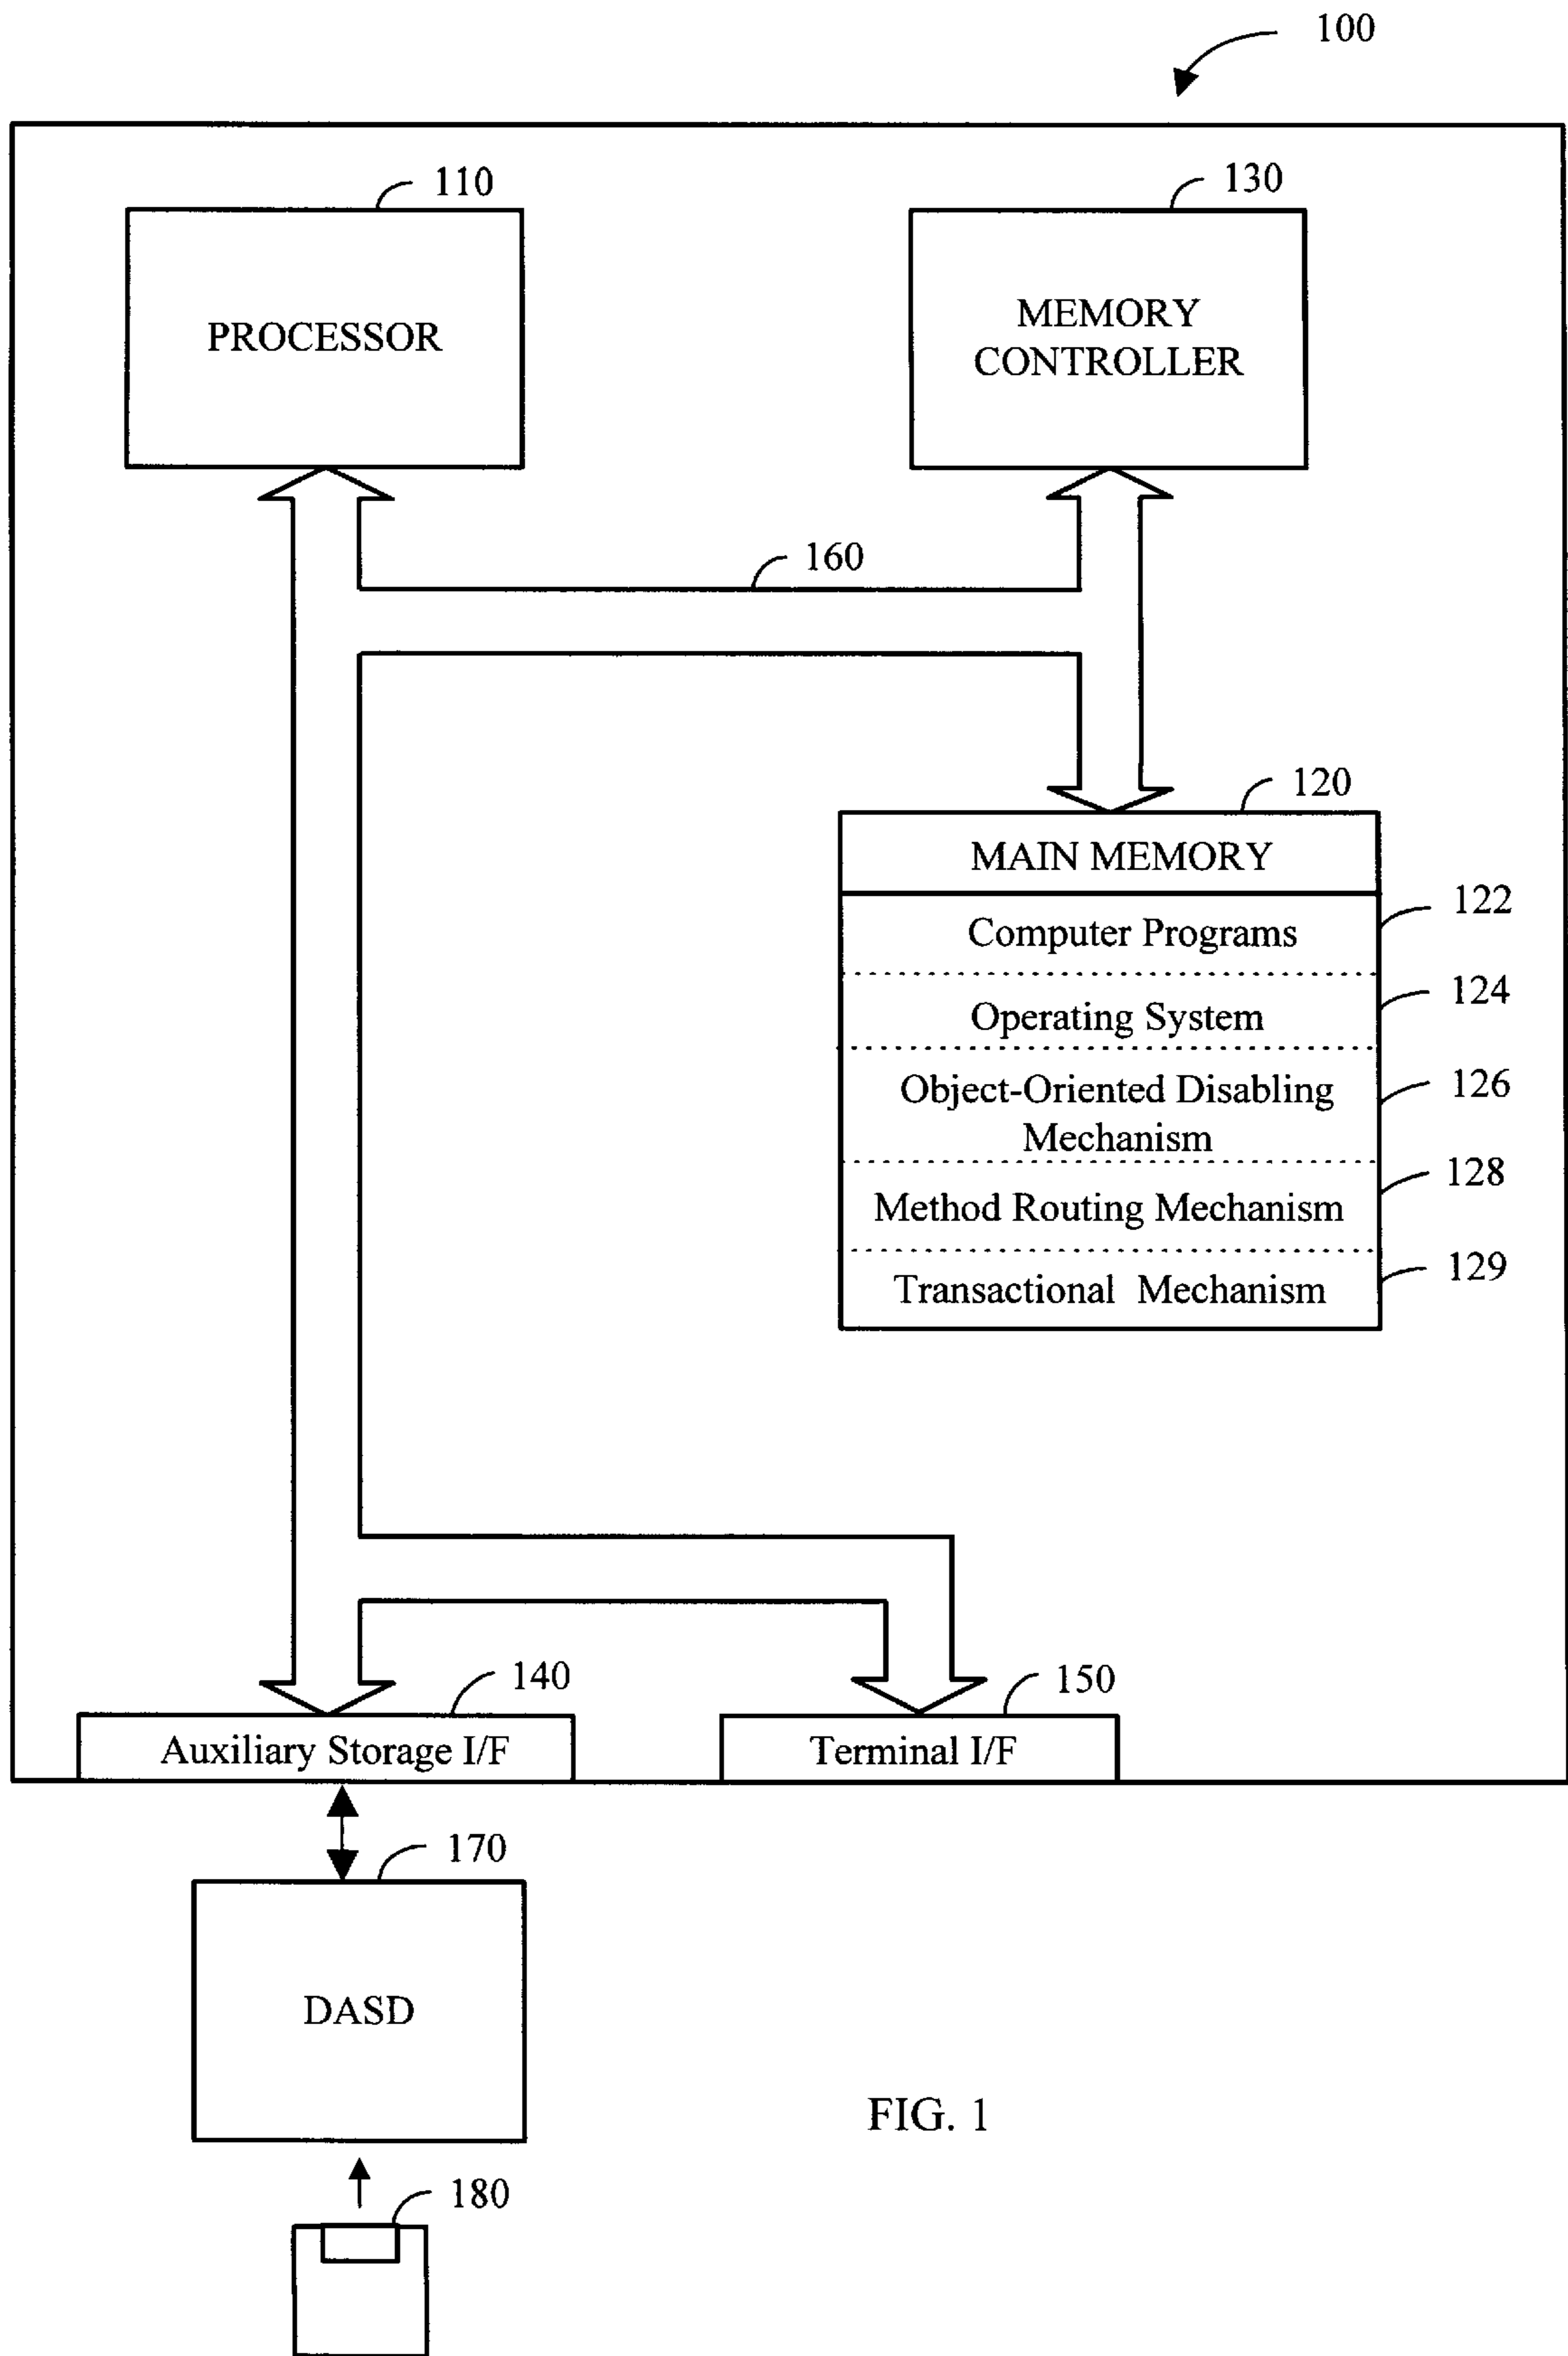 100
110
130
PROCESSOR
MEMORY
CONTROLLER
160
120
MAIN MEMORY
122
Computer Programs
124
Operating System
126
Object-Oriented Disabling
Mechanism
128
Method Routing Mechanism
129
Transactional Mechanism
140
150
Auxiliary Storage I/F
Terminal I/F
170
DASD
FIG. 1
180